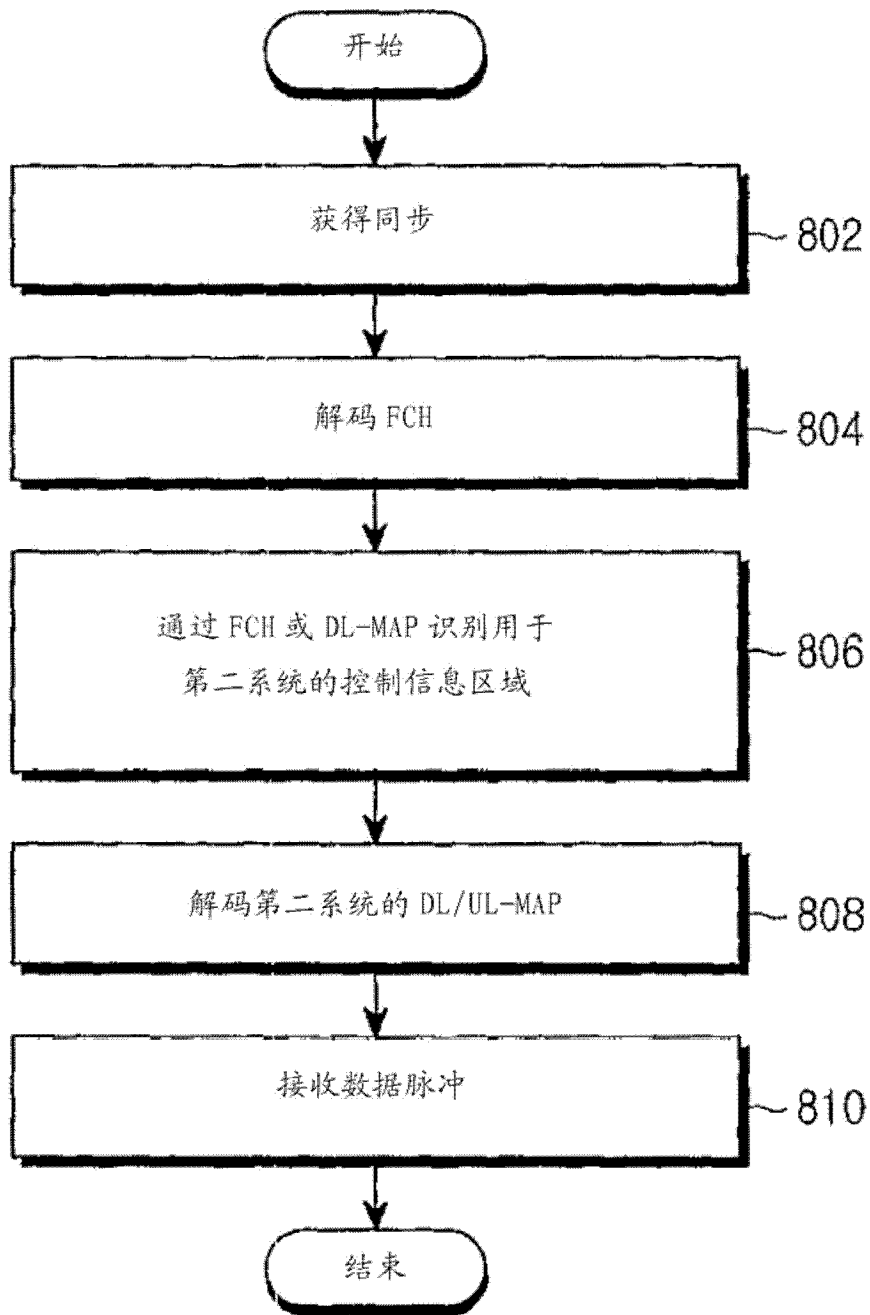 开始
获得同步
802
解码 FCH
804
通过 FCH 或 DL-MAP 识别用于
第二系统的控制信息区域
806
解码第二系统的 DL/UL-MAP
808
接收数据脉冲
810
结束